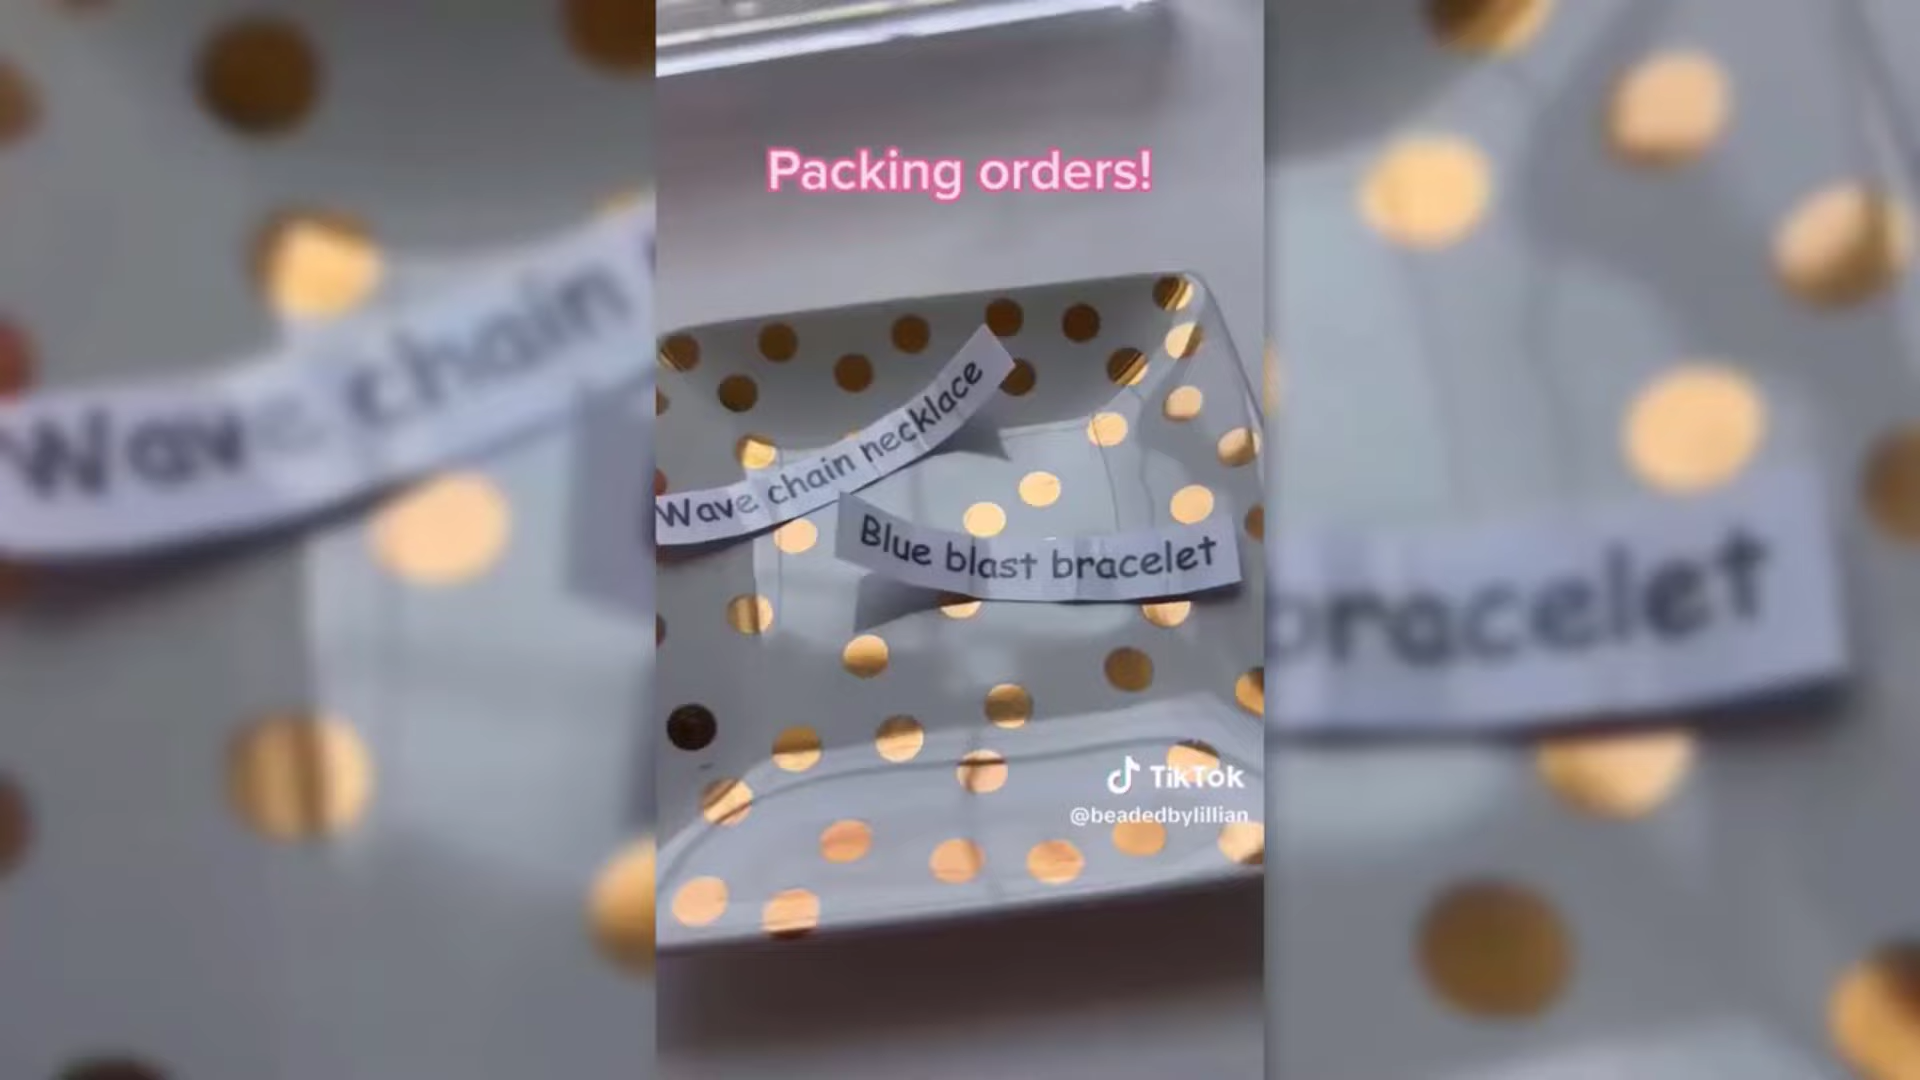 Packing orders!
Wave chain necklace
Blue blast bracelet
TikTok
@beadedbylillian
Wave chain
bracelet